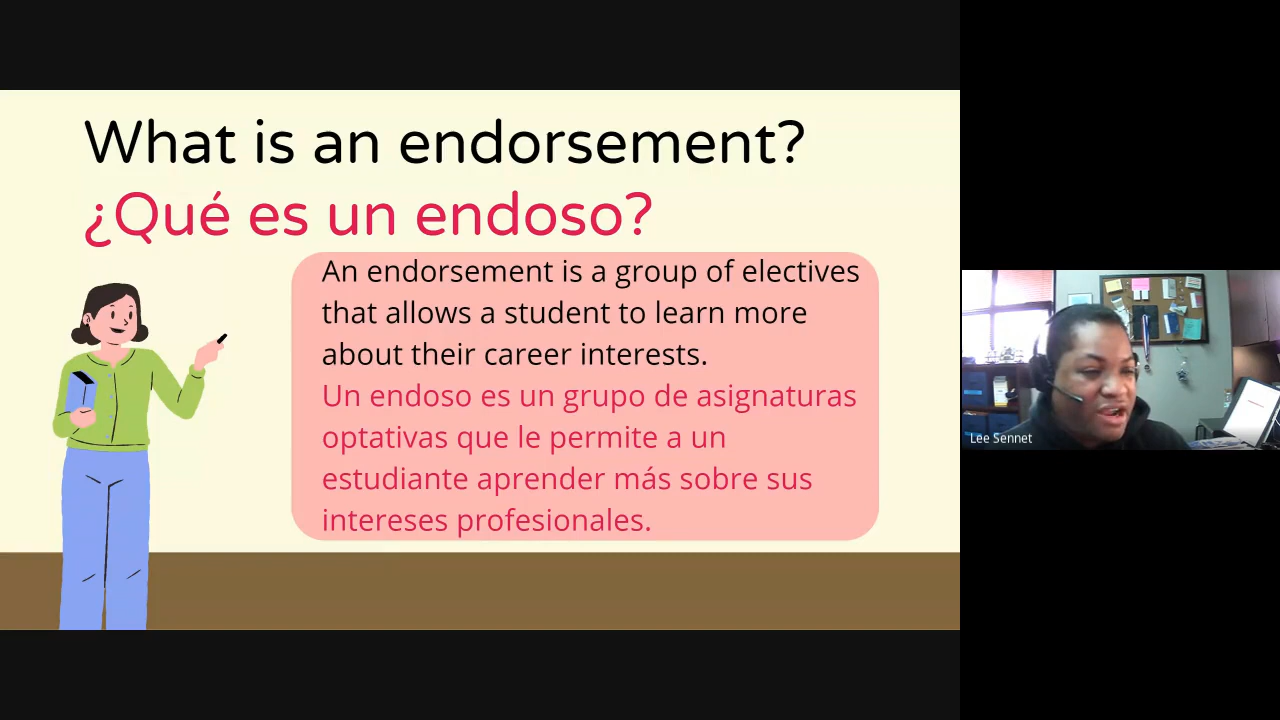 What is an endorsement?
¿Qué es un endoso?
An endorsement is a group of electives
that allows a student to learn more
about their career interests.
Un endoso es un grupo de asignaturas
optativas que le permite a un
estudiante aprender más sobre sus
intereses profesionales.
Lee Sennet